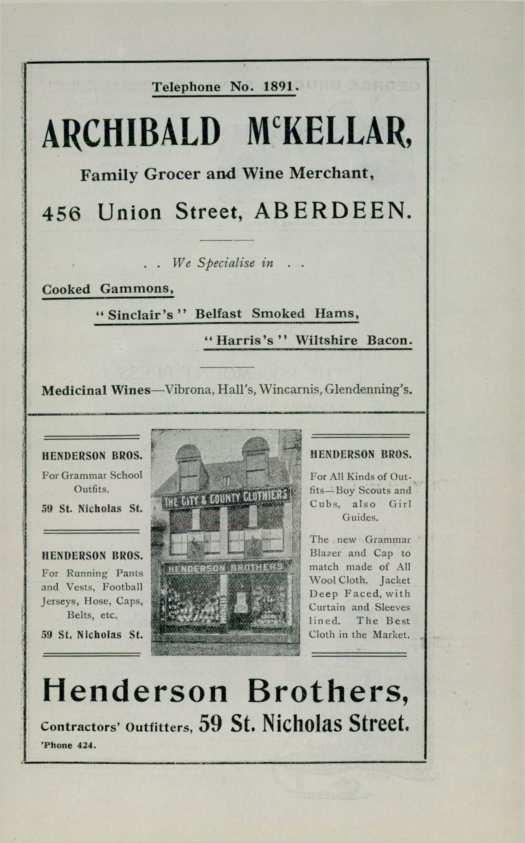 Telephone No. 1891.
ARCHIBALD McKELLAR,
Family Grocer and Wine Merchant,
456 Union Street, ABERDEEN.
. . We Specialise in . .
Cooked Gammons,
"Sinclair's" Belfast Smoked Hams,
"Harris's" Wiltshire Bacon.
Medicinal Wines—Vibrona, Hall's, Wincarnis, Glendenning's.
HENDERSON BROS.
For Grammar School
Outfits.
59 St. Nicholas St.
HENDERSON BROS.
For Running Pants
and Vests, Football
Jerseys, Hose, Caps,
Belts, etc.
59 St. Nicholas St.
THE CITY & COUNTY CLOTHIERS
HENDERSON BROTHERS
HENDERSON BROS.
For All Kinds of Out-
fits—Boy Scouts and
Cubs, also Girl
Guides.
The new Grammar
Blazer and Cap to
match made of All
Wool Cloth. Jacket
Deep Faced, with
Curtain and Sleeves
lined. The Best
Cloth in the Market.
Henderson Brothers,
Contractors' Outfitters, 59 St. Nicholas Street.
'Phone 424.